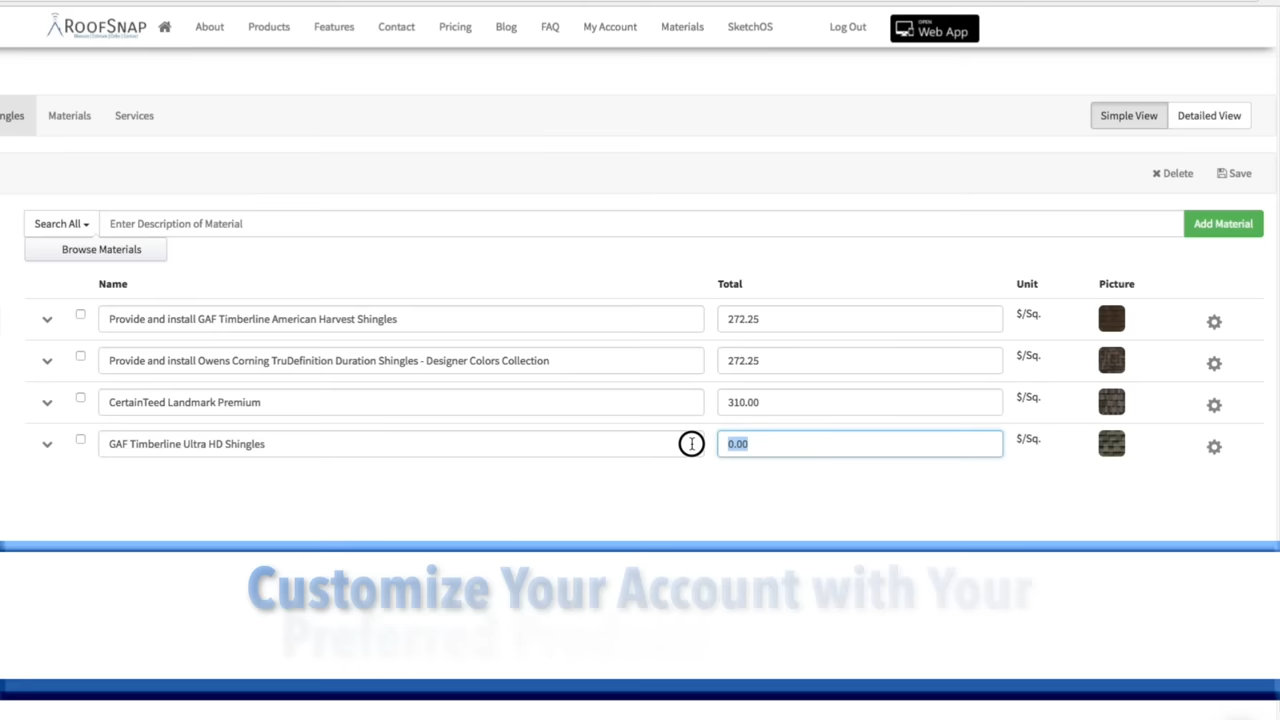 ROOFSNAP
About
Products
Features
Contact
Pricing
Blog
FAQ
My Account
Materials
SketchOS
Log Out
OPEN
Web App
ngles
Materials
Services
Simple View
Detailed View
Delete
Save
Search All
Enter Description of Material
Add Material
Browse Materials
Name
Total
Unit
Picture
Provide and install GAF Timberline American Harvest Shingles
272.25
$/Sq.
Provide and install Owens Corning TruDefinition Duration Shingles - Designer Colors Collection
272.25
$/Sq.
CertainTeed Landmark Premium
310.00
$/Sq.
GAF Timberline Ultra HD Shingles
0.00
$/Sq.
Customize Your Account with Your
Preferred